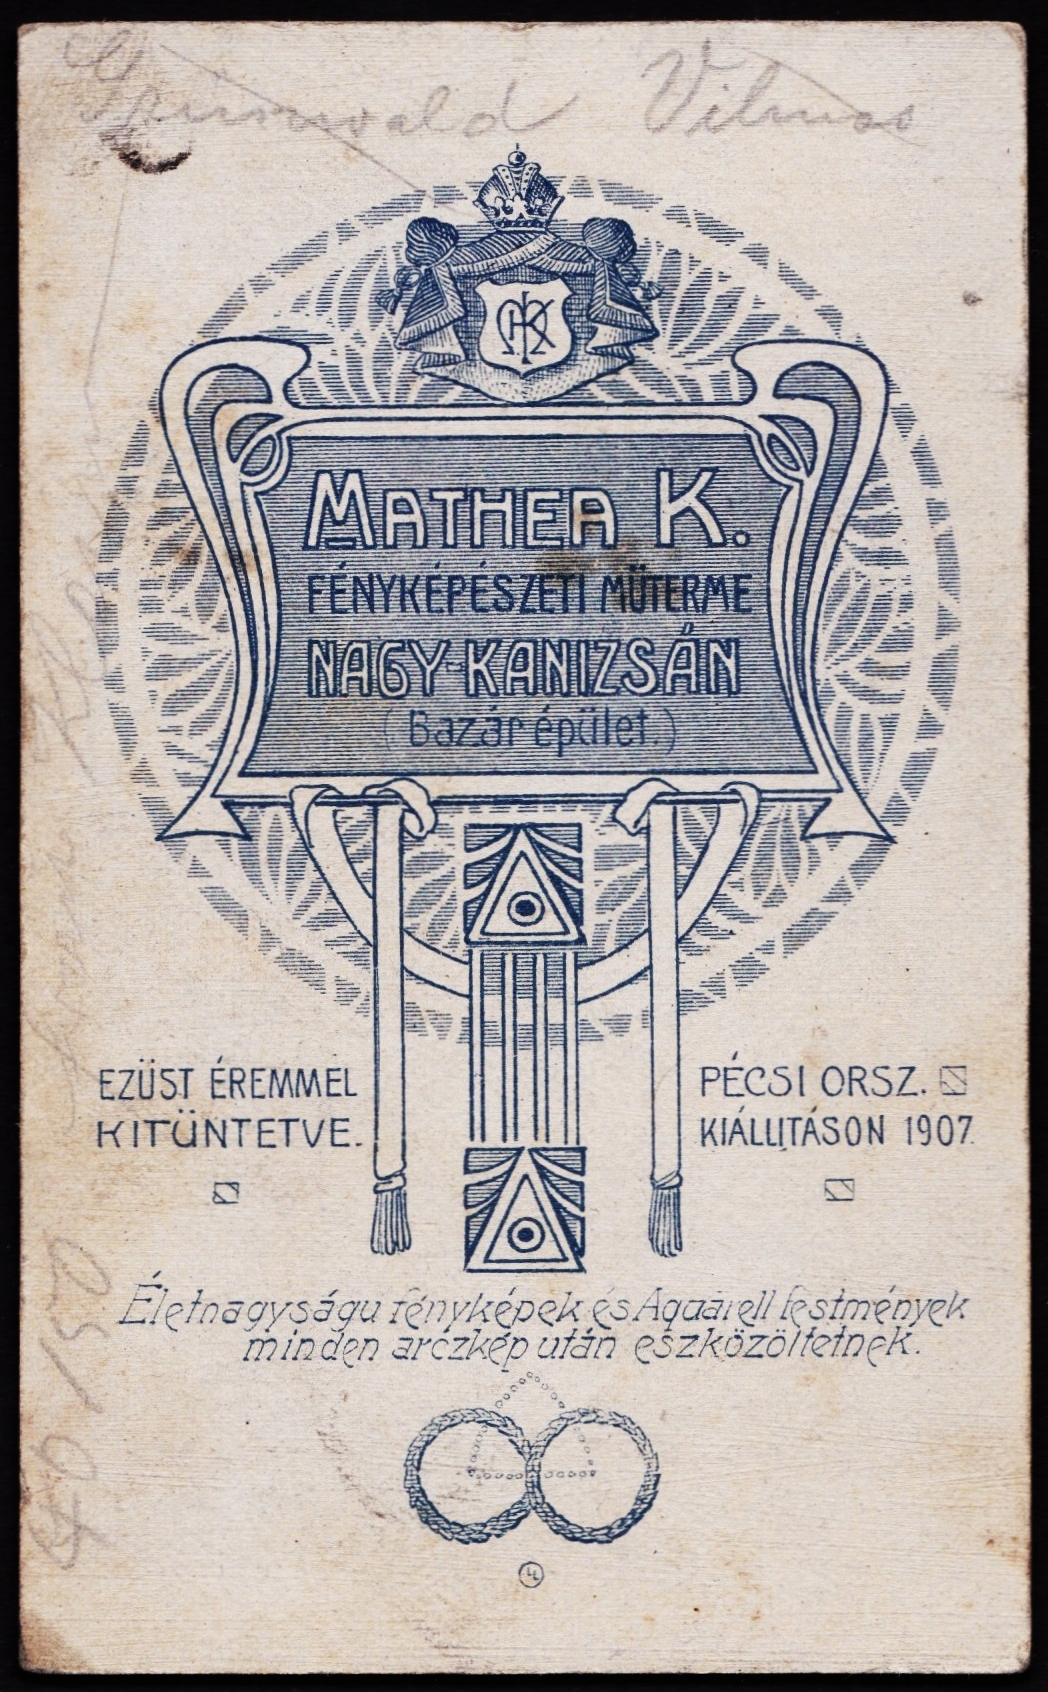 Grünwald Vilmos
MATHEA K.
FÉNYKÉPÉSZETI MŰTERME
NAGY-KANIZSÁN
(Bazár épület.)
EZÜST ÉREMMEL
KITÜNTETVE.
PÉCSI ORSZ.
KIÁLLITÁSON 1907.
Életnagyságu fényképek és Aquarell festmények
minden arczkép után eszközöltetnek.